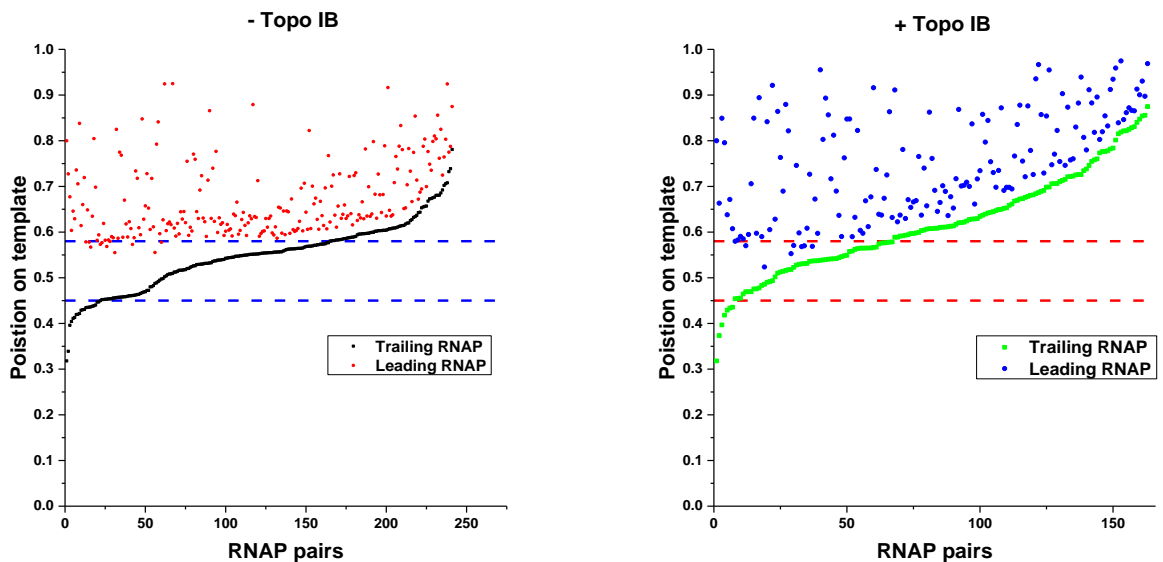 - Topo IB
1.0
0.9
0.8
0.7
0.6
0.5
0.4
0.3
0.2
0.1
0.0
Poistion on template
Trailing RNAP
Leading RNAP
0 50 100 150 200 250
RNAP pairs
+ Topo IB
1.0
0.9
0.8
0.7
0.6
0.5
0.4
0.3
0.2
0.1
0.0
Poistion on template
Trailing RNAP
Leading RNAP
0 50 100 150
RNAP pairs